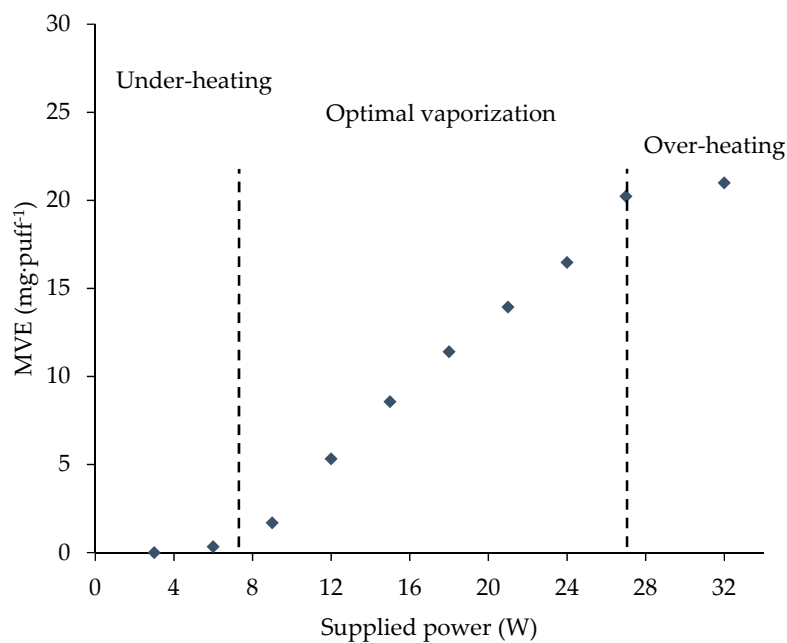 30
25
20
15
10
5
0
MVE (mg·puff⁻¹)
Under-heating
Optimal vaporization
Over-heating
0 4 8 12 16 20 24 28 32
Supplied power (W)